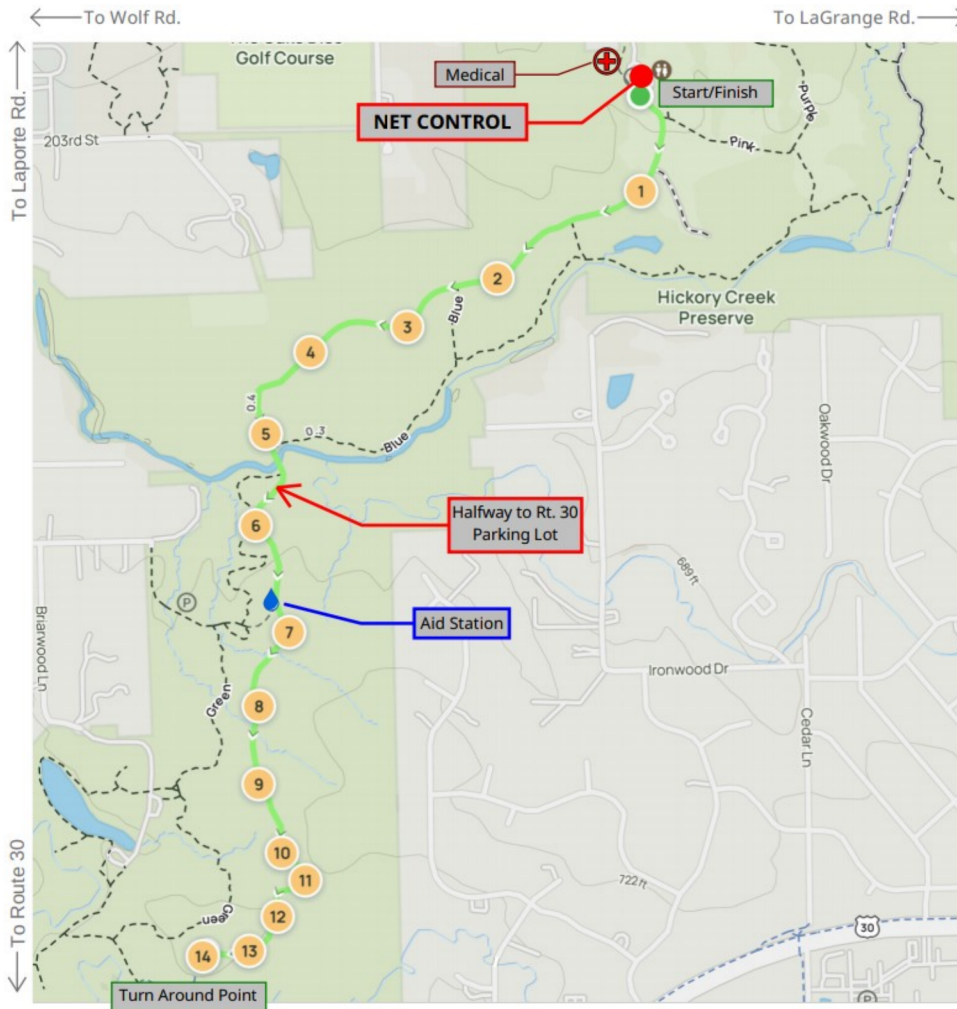 To Wolf Rd.
To LaGrange Rd.
To Laporte Rd.
Golf Course
Medical
Start/Finish
NET CONTROL
Purple
Pink
203rd St
1
2
3
4
Blue
Hickory Creek
Preserve
0.4
5
0.3
Blue
Oakwood Dr
Halfway to Rt. 30
Parking Lot
6
689 ft
P
Aid Station
7
Briarwood Ln
Ironwood Dr
Green
8
Cedar Ln
9
10
11
722 ft
12
Green
To Route 30
30
13
14
Turn Around Point
P